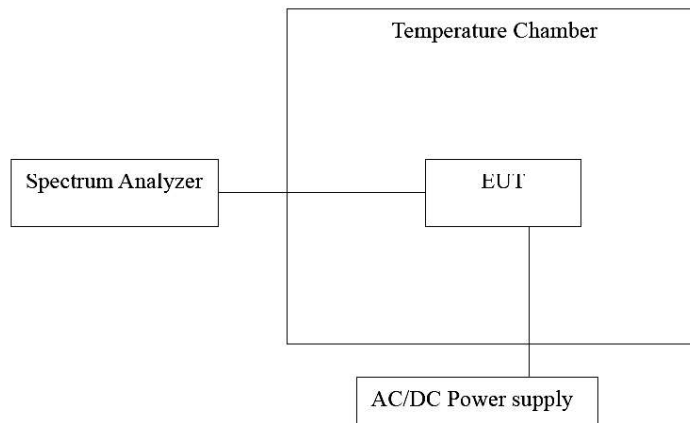 Temperature Chamber
Spectrum Analyzer
EUT
AC/DC Power supply